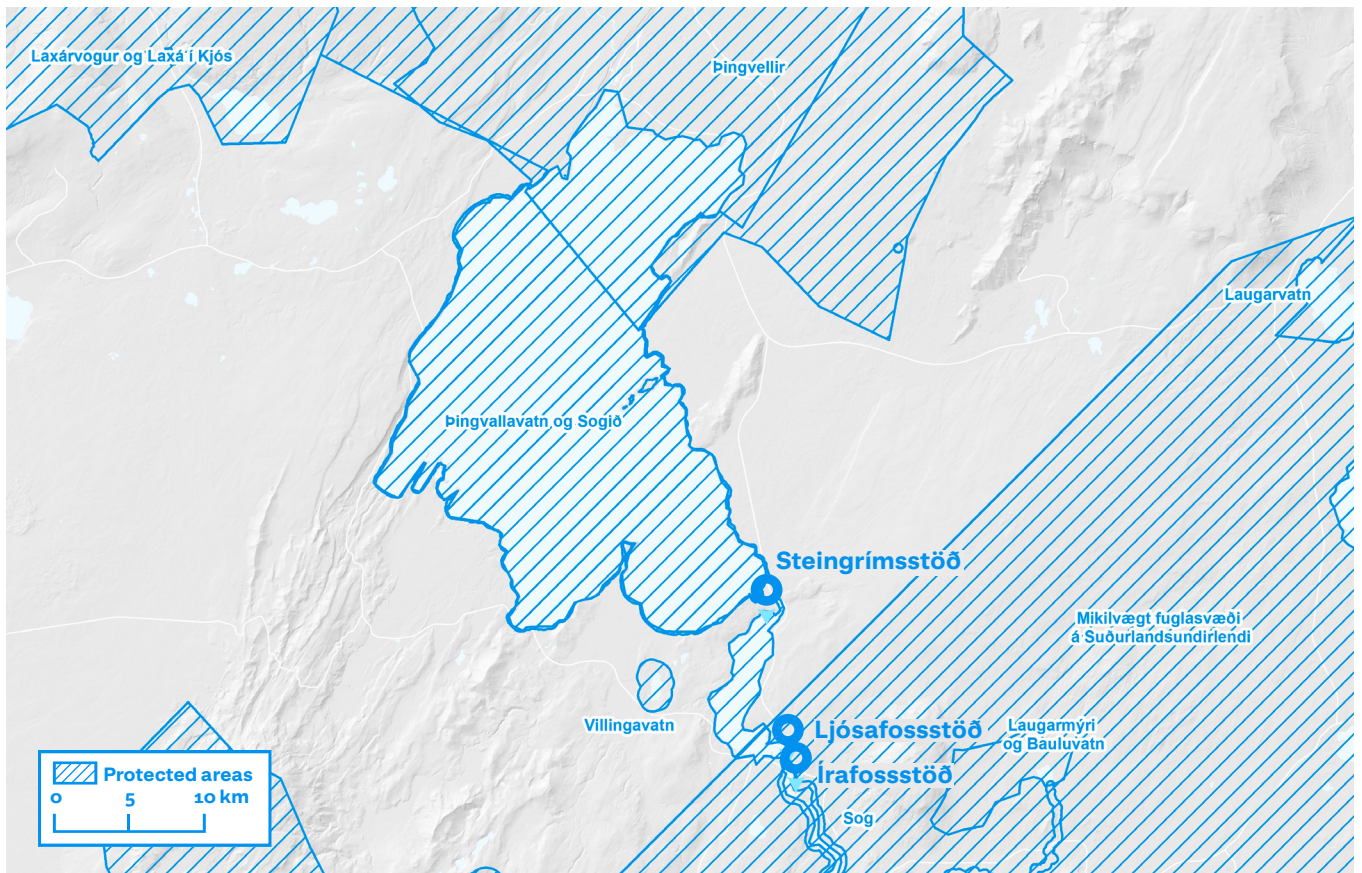 Laxárvogur og Laxá í Kjós
Þingvellir
Laugarvatn
Þingvallavatn og Sogið
Steingrímsstöð
Mikilvægt fuglasvæði
á Suðurlandsundirlendi
Villingavatn
Ljósafossstöð
Laugarmýri
og Bauluvatn
Írafossstöð
Sog
Protected areas
0 5 10 km